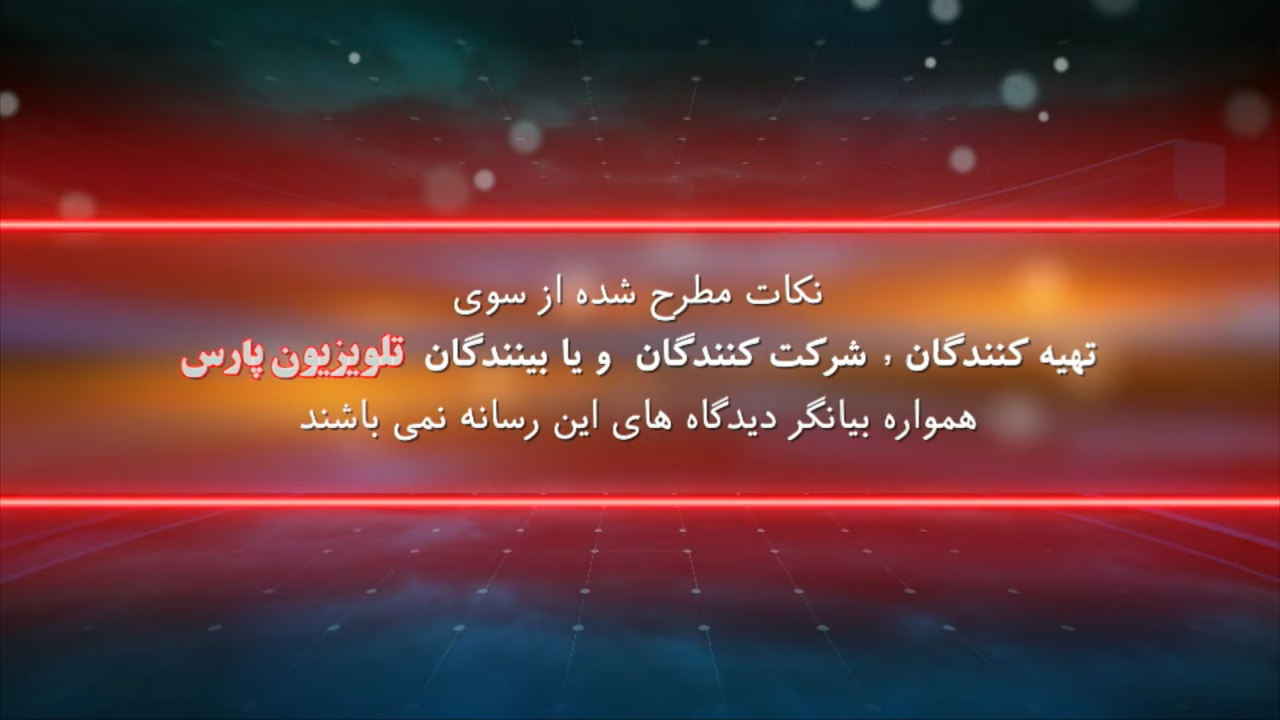 نکات مطرح شده از سوی
تهیه کنندگان , شرکت کنندگان و یا بینندگان تلویزیون پارس
همواره بیانگر دیدگاه های این رسانه نمی باشند